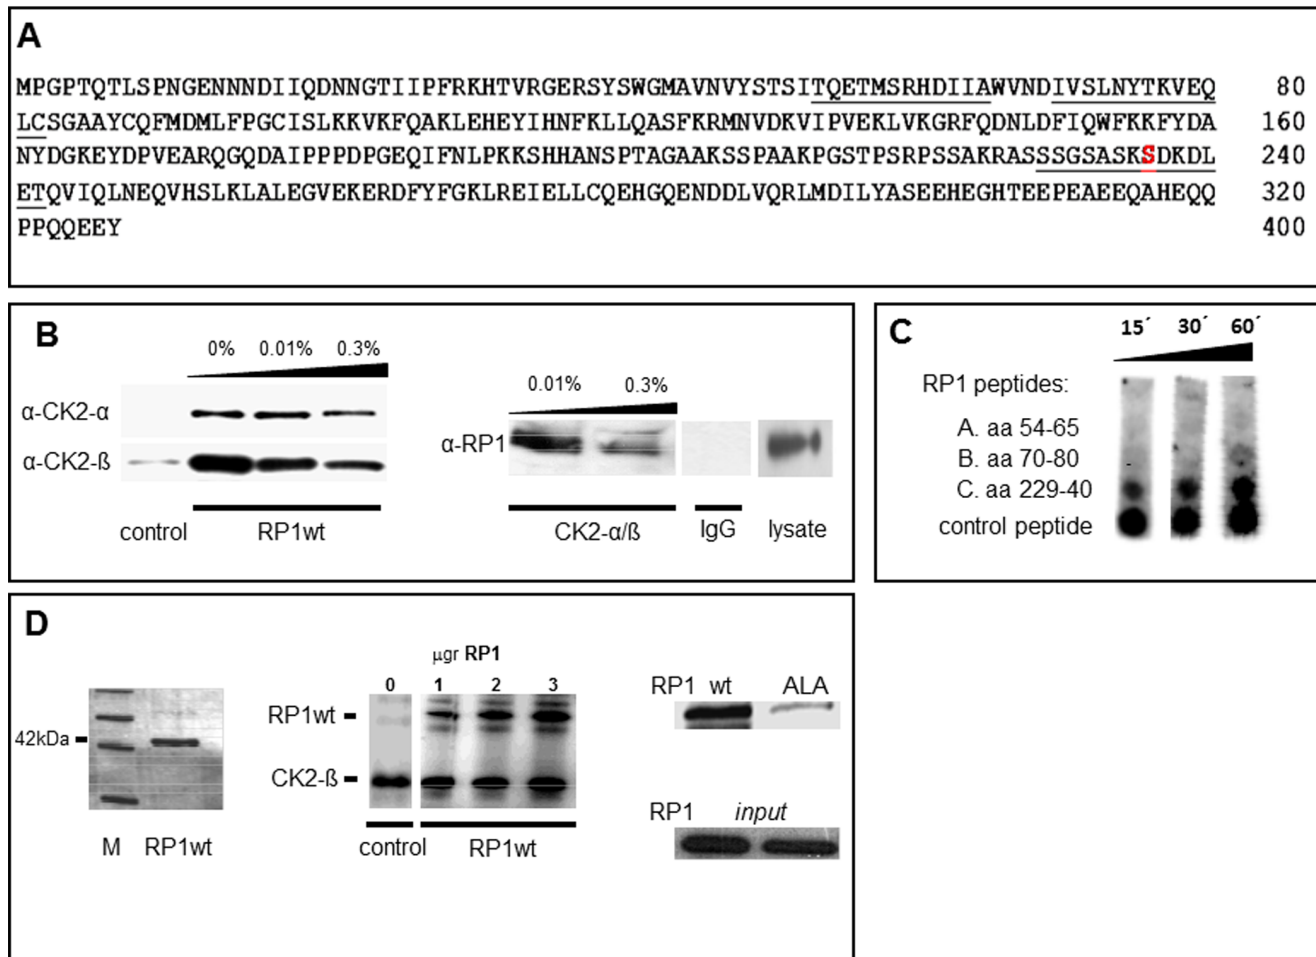 A
MPGPTQTLSPNGENNNDIIQDNNGTIIPFRKHTVRGERSYSWGMAVNVYSTSITQETMSRHDIIAWVNDIVSLNYTKVEQ 80
LCSGAAYCQFMDMLFPGCISLKKVKFQAKLEHEYIHNFKLLQASFKRMNVDKVIPVEKLVKGRFQDNLDFIQWFKKFYDA 160
NYDGKEYDPVEARQGQDAIPPPDPGEQIFNLPKKSHHANSPTAGAAKSSPAAKPGSTPSRPSSAKRASSSSGSASKSDKDL 240
ETQVIQLNEQVHSLKLALEGVEKERDFYFGKLREIELLCQEHGQENDDLVQRLMDILYASEEHEGHTEEPEAEEQAHEQQ 320
PPQQEEY 400
B
0% 0.01% 0.3%
α-CK2-α
α-CK2-ß
control RP1wt
0.01% 0.3%
α-RP1
CK2-α/ß IgG lysate
C
15´ 30´ 60´
RP1 peptides:
A. aa 54-65
B. aa 70-80
C. aa 229-40
control peptide
D
42kDa
M RP1wt
µgr RP1
0 1 2 3
RP1wt
CK2-ß
control RP1wt
RP1 wt ALA
RP1 input